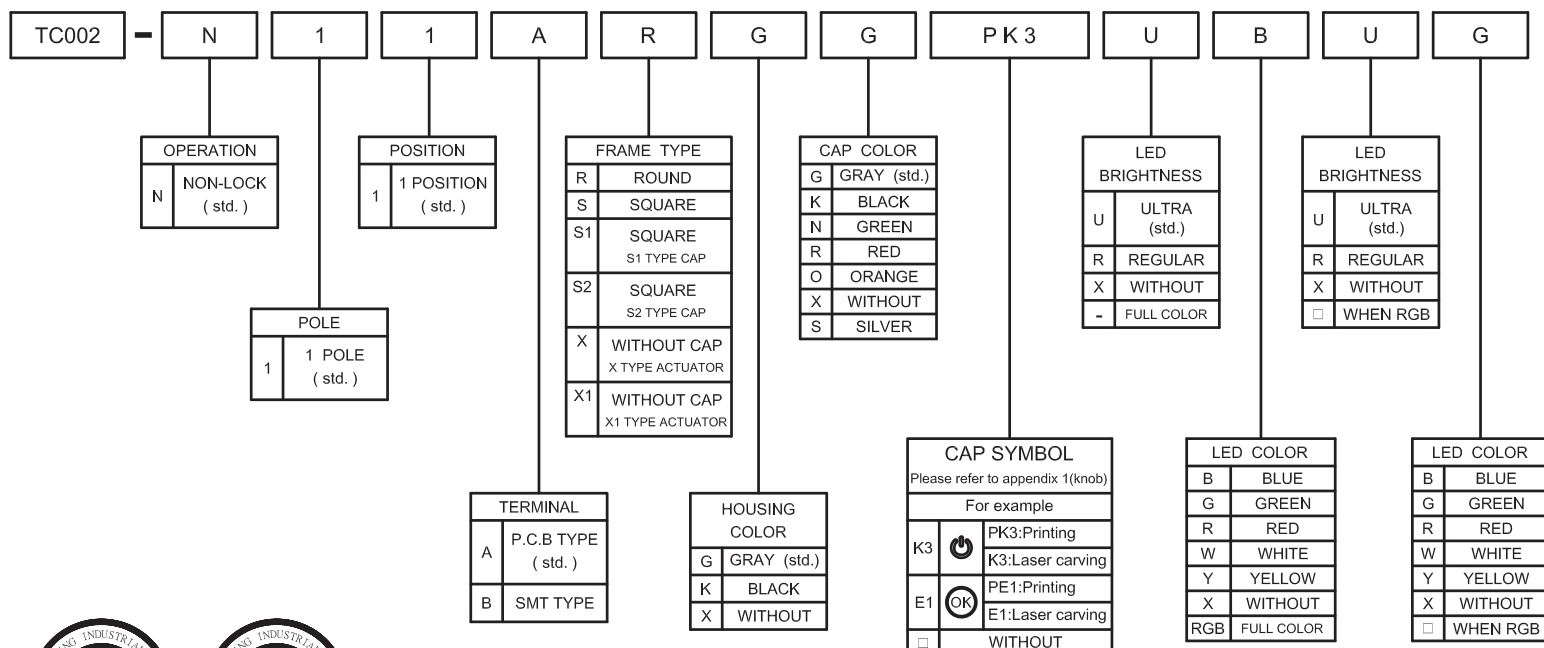 TC002 - N 1 1 A R G G PK3 U B U G
OPERATION
N NON-LOCK
( std. )
POLE
1 1 POLE
( std. )
POSITION
1 1 POSITION
( std. )
TERMINAL
A P.C.B TYPE
( std. )
B SMT TYPE
FRAME TYPE
R ROUND
S SQUARE
S1 SQUARE
S1 TYPE CAP
S2 SQUARE
S2 TYPE CAP
X WITHOUT CAP
X TYPE ACTUATOR
X1 WITHOUT CAP
X1 TYPE ACTUATOR
HOUSING
COLOR
G GRAY (std.)
K BLACK
X WITHOUT
CAP COLOR
G GRAY (std.)
K BLACK
N GREEN
R RED
O ORANGE
X WITHOUT
S SILVER
CAP SYMBOL
Please refer to appendix 1(knob)
For example
K3 PK3:Printing
K3:Laser carving
E1 OK PE1:Printing
E1:Laser carving
□ WITHOUT
LED
BRIGHTNESS
U ULTRA
(std.)
R REGULAR
X WITHOUT
- FULL COLOR
LED COLOR
B BLUE
G GREEN
R RED
W WHITE
Y YELLOW
X WITHOUT
RGB FULL COLOR
LED
BRIGHTNESS
U ULTRA
(std.)
R REGULAR
X WITHOUT
□ WHEN RGB
LED COLOR
B BLUE
G GREEN
R RED
W WHITE
Y YELLOW
X WITHOUT
□ WHEN RGB
INDUSTRIAL
INDUSTRIAL